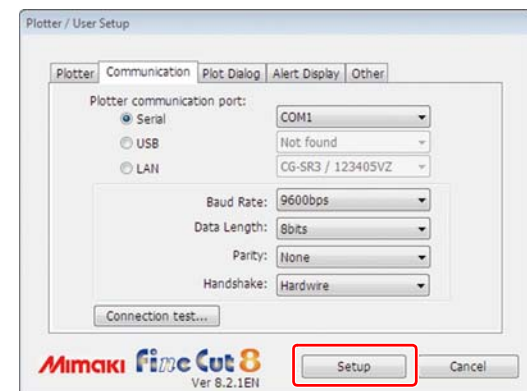 Plotter / User Setup
Plotter Communication Plot Dialog Alert Display Other
Plotter communication port:
Serial COM1
USB Not found
LAN CG-SR3 / 123405VZ
Baud Rate: 9600bps
Data Length: 8bits
Parity: None
Handshake: Hardwire
Connection test...
Mimaki Fine Cut 8
Ver 8.2.1EN
Setup Cancel